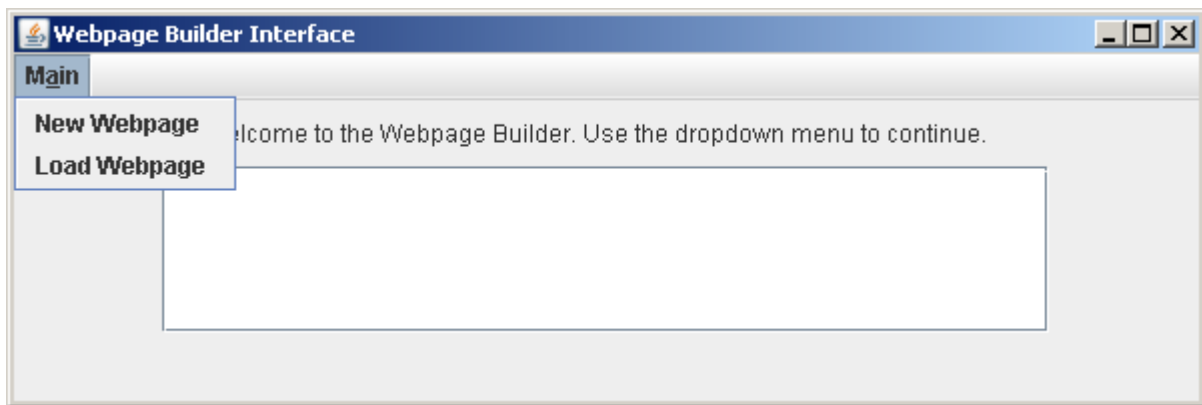 Webpage Builder Interface
Main
New Webpage
elcome to the Webpage Builder. Use the dropdown menu to continue.
Load Webpage